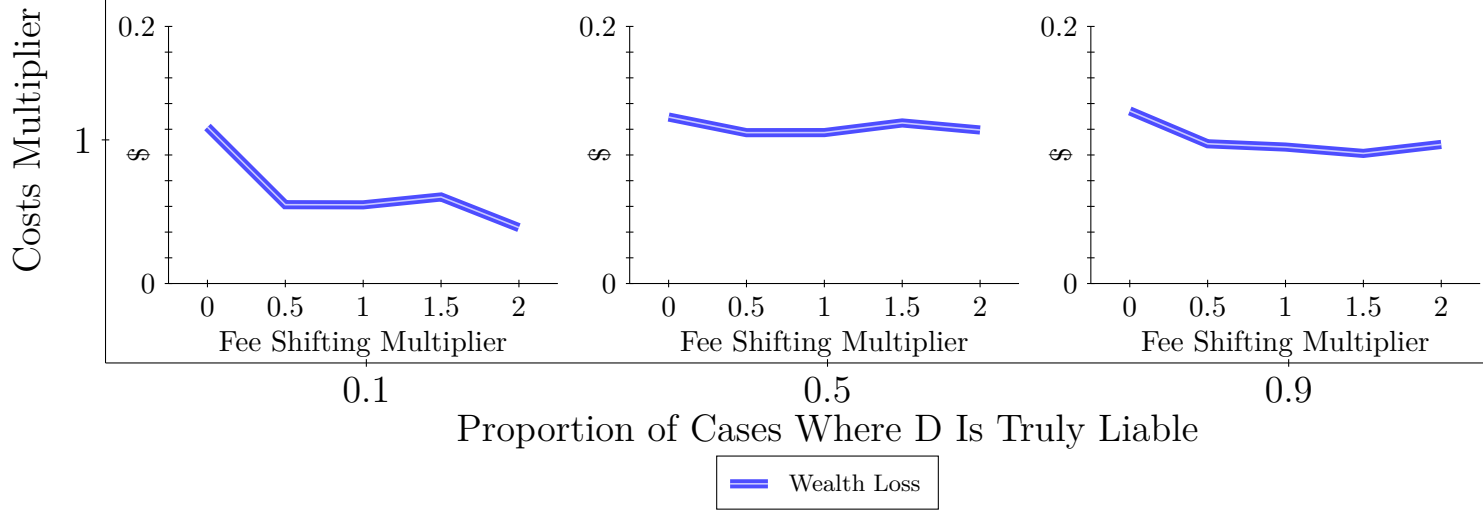 Costs Multiplier
1
0.2
$
0
0 0.5 1 1.5 2
Fee Shifting Multiplier
0.2
$
0
0 0.5 1 1.5 2
Fee Shifting Multiplier
0.2
$
0
0 0.5 1 1.5 2
Fee Shifting Multiplier
0.1 0.5 0.9
Proportion of Cases Where D Is Truly Liable
Wealth Loss